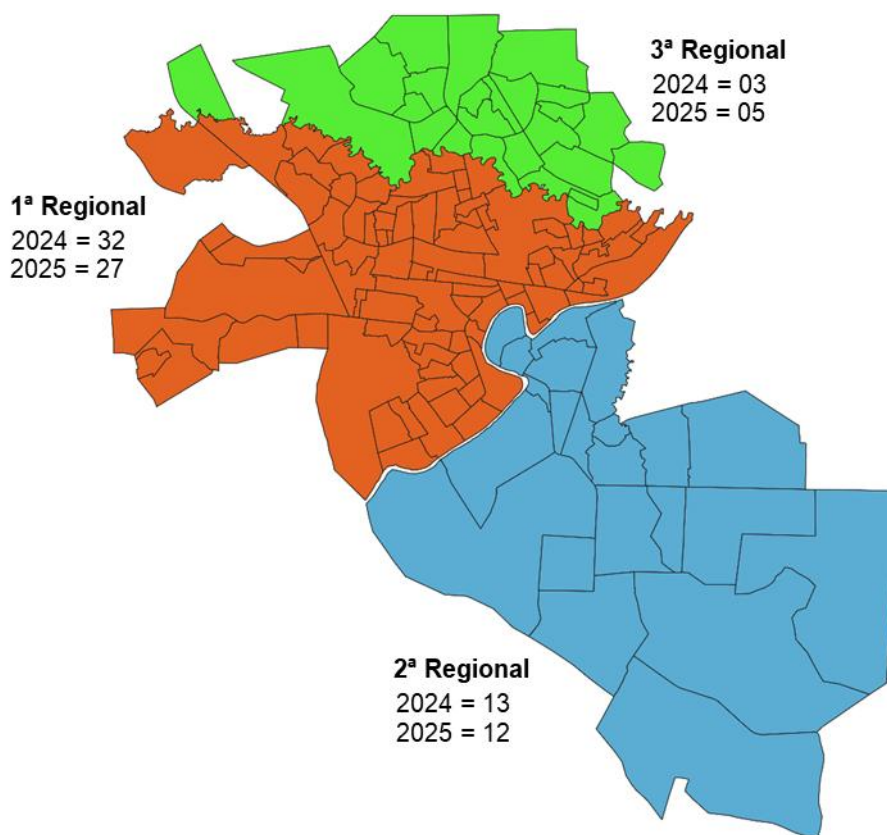 3ª Regional
2024 = 03
2025 = 05
1ª Regional
2024 = 32
2025 = 27
2ª Regional
2024 = 13
2025 = 12